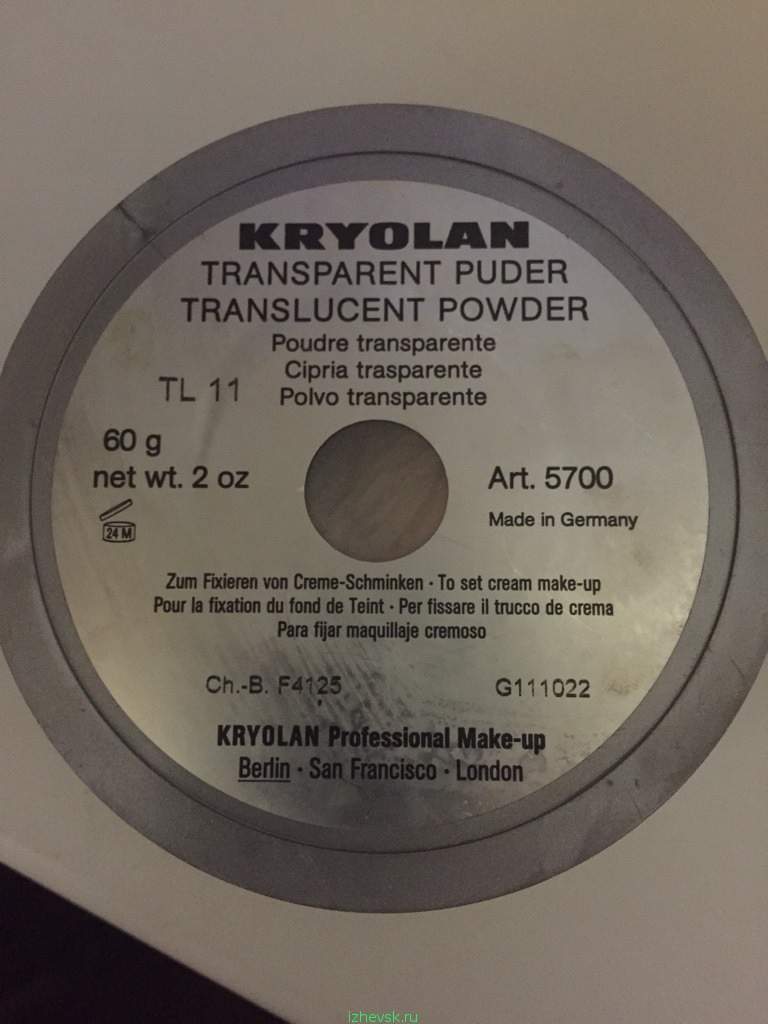 KRYOLAN
TRANSPARENT PUDER
TRANSLUCENT POWDER
Poudre transparente
Cipria trasparente
TL 11 Polvo transparente
60 g
net wt. 2 oz Art. 5700
Made in Germany
24 M
Zum Fixieren von Creme-Schminken · To set cream make-up
Pour la fixation du fond de Teint · Per fissare il trucco de crema
Para fijar maquillaje cremoso
Ch.-B. F4125 G111022
KRYOLAN Professional Make-up
Berlin · San Francisco · London
izhevsk.ru